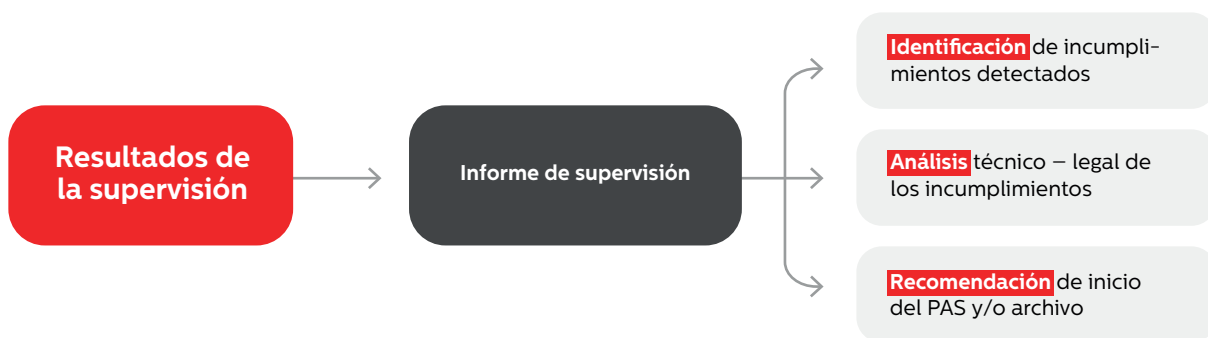 Resultados de
la supervisión
Informe de supervisión
Identificación de incumpli-
mientos detectados
Análisis técnico – legal de
los incumplimientos
Recomendación de inicio
del PAS y/o archivo